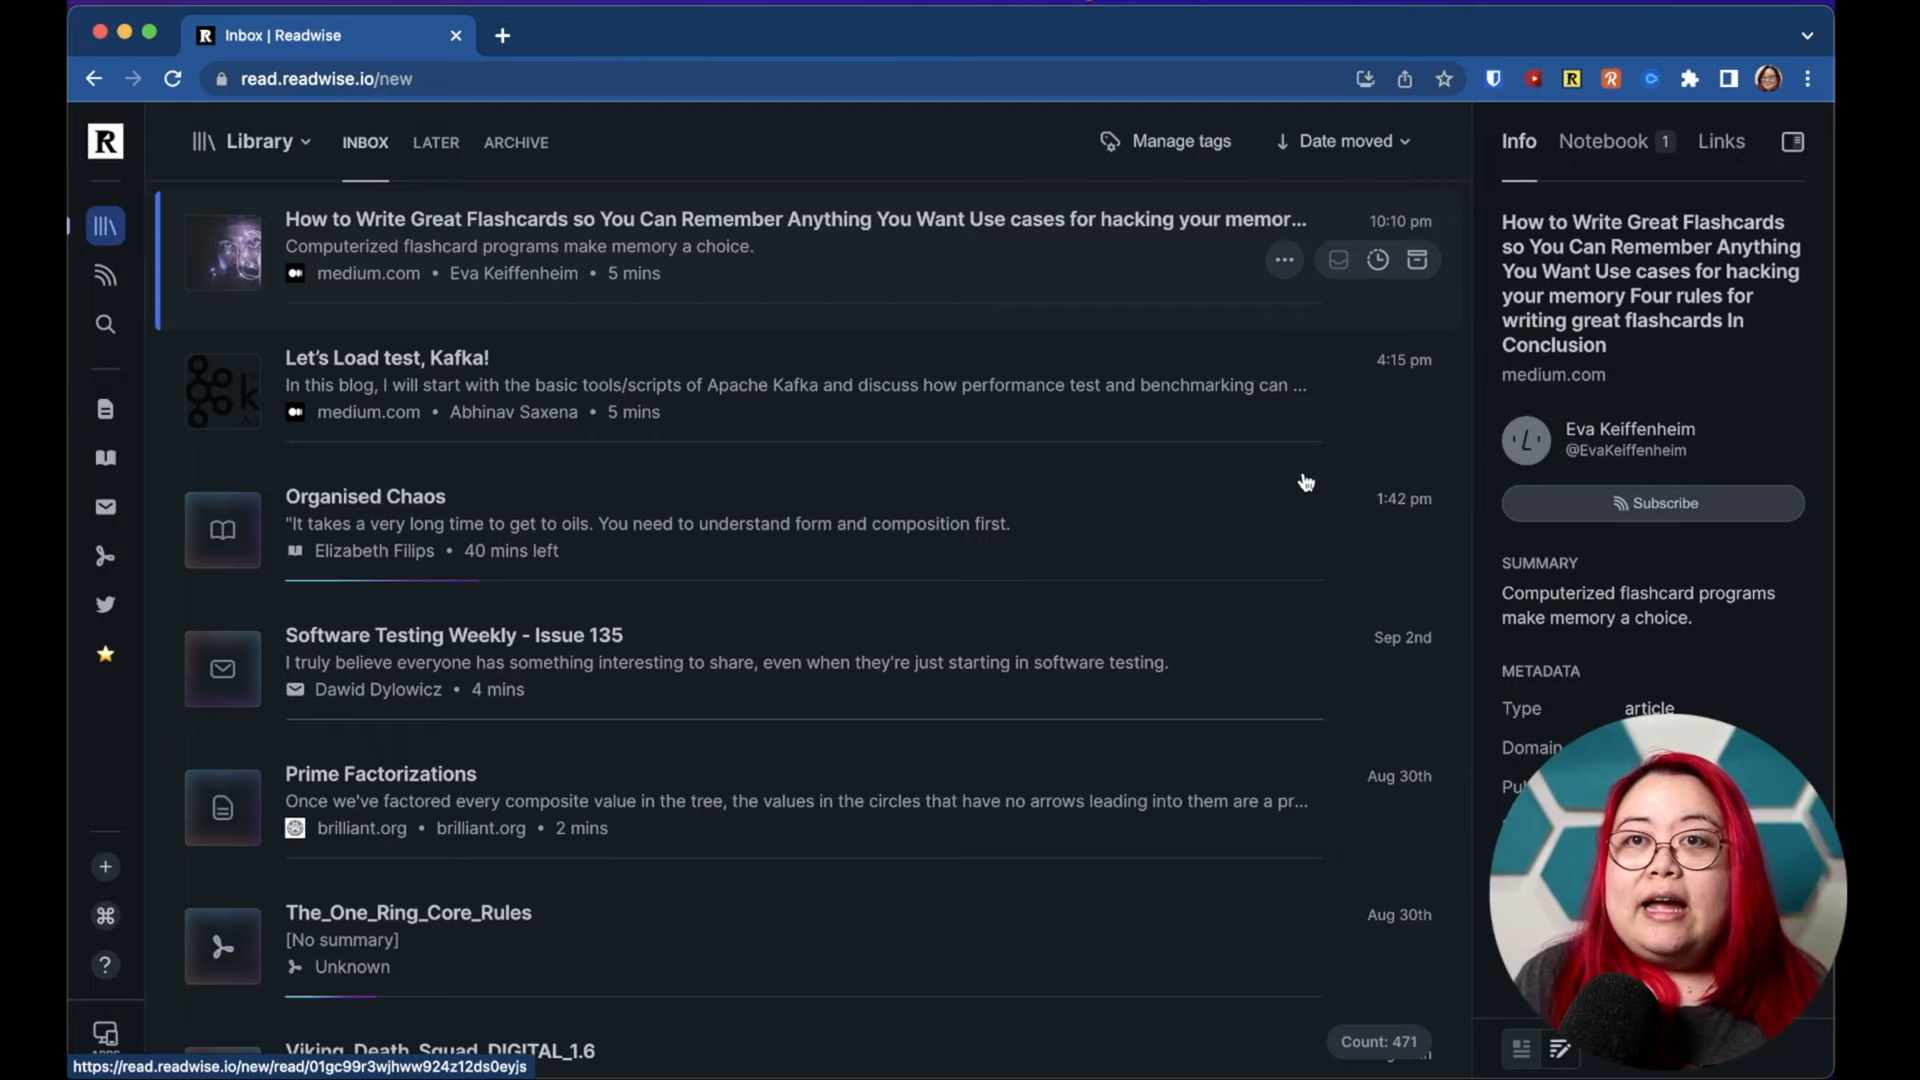 Inbox | Readwise
read.readwise.io/new
Library
INBOX
LATER
ARCHIVE
Manage tags
Date moved
Info
Notebook 1
Links
How to Write Great Flashcards so You Can Remember Anything You Want Use cases for hacking your memor...
10:10 pm
Computerized flashcard programs make memory a choice.
medium.com • Eva Keiffenheim • 5 mins
Let's Load test, Kafka!
4:15 pm
In this blog, I will start with the basic tools/scripts of Apache Kafka and discuss how performance test and benchmarking can ...
medium.com • Abhinav Saxena • 5 mins
Organised Chaos
1:42 pm
"It takes a very long time to get to oils. You need to understand form and composition first.
Elizabeth Filips • 40 mins left
Software Testing Weekly - Issue 135
Sep 2nd
I truly believe everyone has something interesting to share, even when they're just starting in software testing.
Dawid Dylowicz • 4 mins
Prime Factorizations
Aug 30th
Once we've factored every composite value in the tree, the values in the circles that have no arrows leading into them are a pr...
brilliant.org • brilliant.org • 2 mins
The_One_Ring_Core_Rules
Aug 30th
[No summary]
Unknown
Viking_Death_Squad_DIGITAL_1.6
Count: 471
https://read.readwise.io/new/read/01gc99r3wjhww924z12ds0eyjs
How to Write Great Flashcards
so You Can Remember Anything
You Want Use cases for hacking
your memory Four rules for
writing great flashcards In
Conclusion
medium.com
Eva Keiffenheim
@EvaKeiffenheim
Subscribe
SUMMARY
Computerized flashcard programs
make memory a choice.
METADATA
Type article
Domain